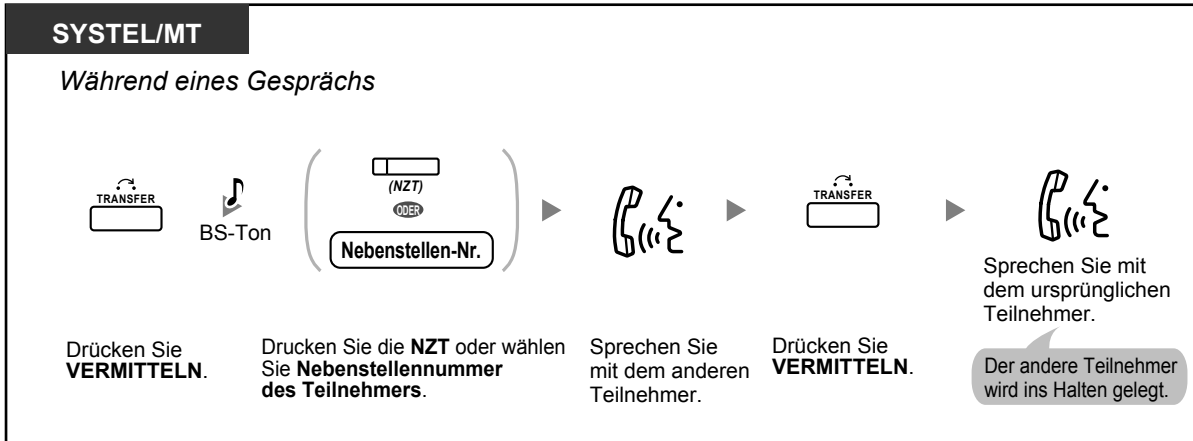 SYSTEL/MT
Während eines Gesprächs
TRANSFER
BS-Ton
(NZT)
ODER
Nebenstellen-Nr.
TRANSFER
Drücken Sie
VERMITTELN.
Drucken Sie die NZT oder wählen
Sie Nebenstellennummer
des Teilnehmers.
Sprechen Sie
mit dem anderen
Teilnehmer.
Drücken Sie
VERMITTELN.
Sprechen Sie mit
dem ursprünglichen
Teilnehmer.
Der andere Teilnehmer
wird ins Halten gelegt.